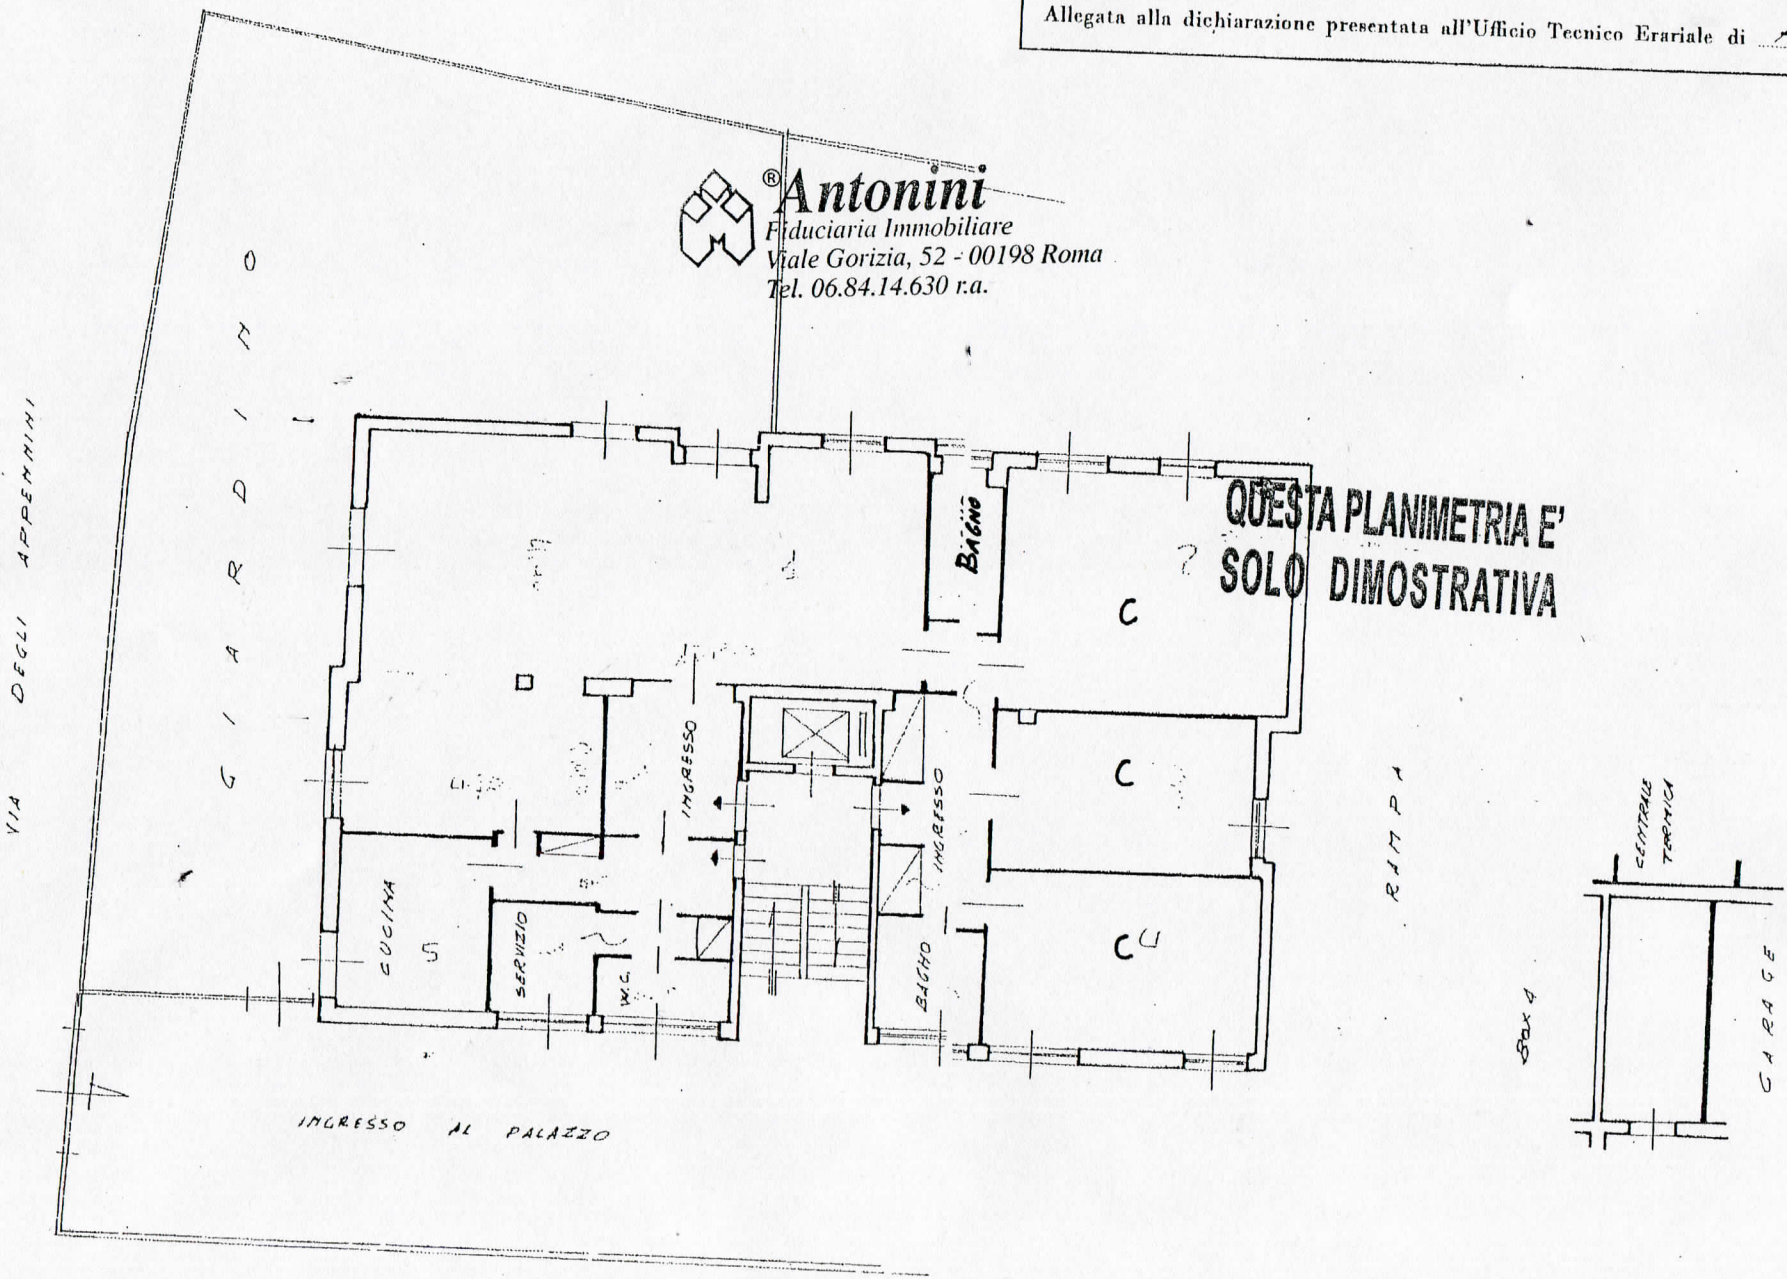 Allegata alla dichiarazione presentata all'Ufficio Tecnico Erariale di
® Antonini
Fiduciaria Immobiliare
Viale Gorizia, 52 - 00198 Roma
Tel. 06.84.14.630 r.a.
VIA DEGLI APPENNINI
GIARDINO
QUESTA PLANIMETRIA E'
SOLO DIMOSTRATIVA
BAGNO
C
INGRESSO
INGRESSO
C
CUCINA
SERVIZIO
W.C.
BAGNO
C
RAMPA
CENTRALE
TERMICA
BOX 4
GARAGE
INGRESSO AL PALAZZO